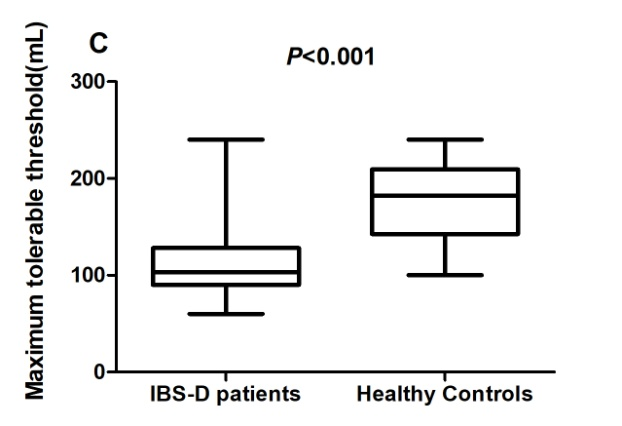 C
P<0.001
Maximum tolerable threshold(mL)
300
200
100
0
IBS-D patients
Healthy Controls